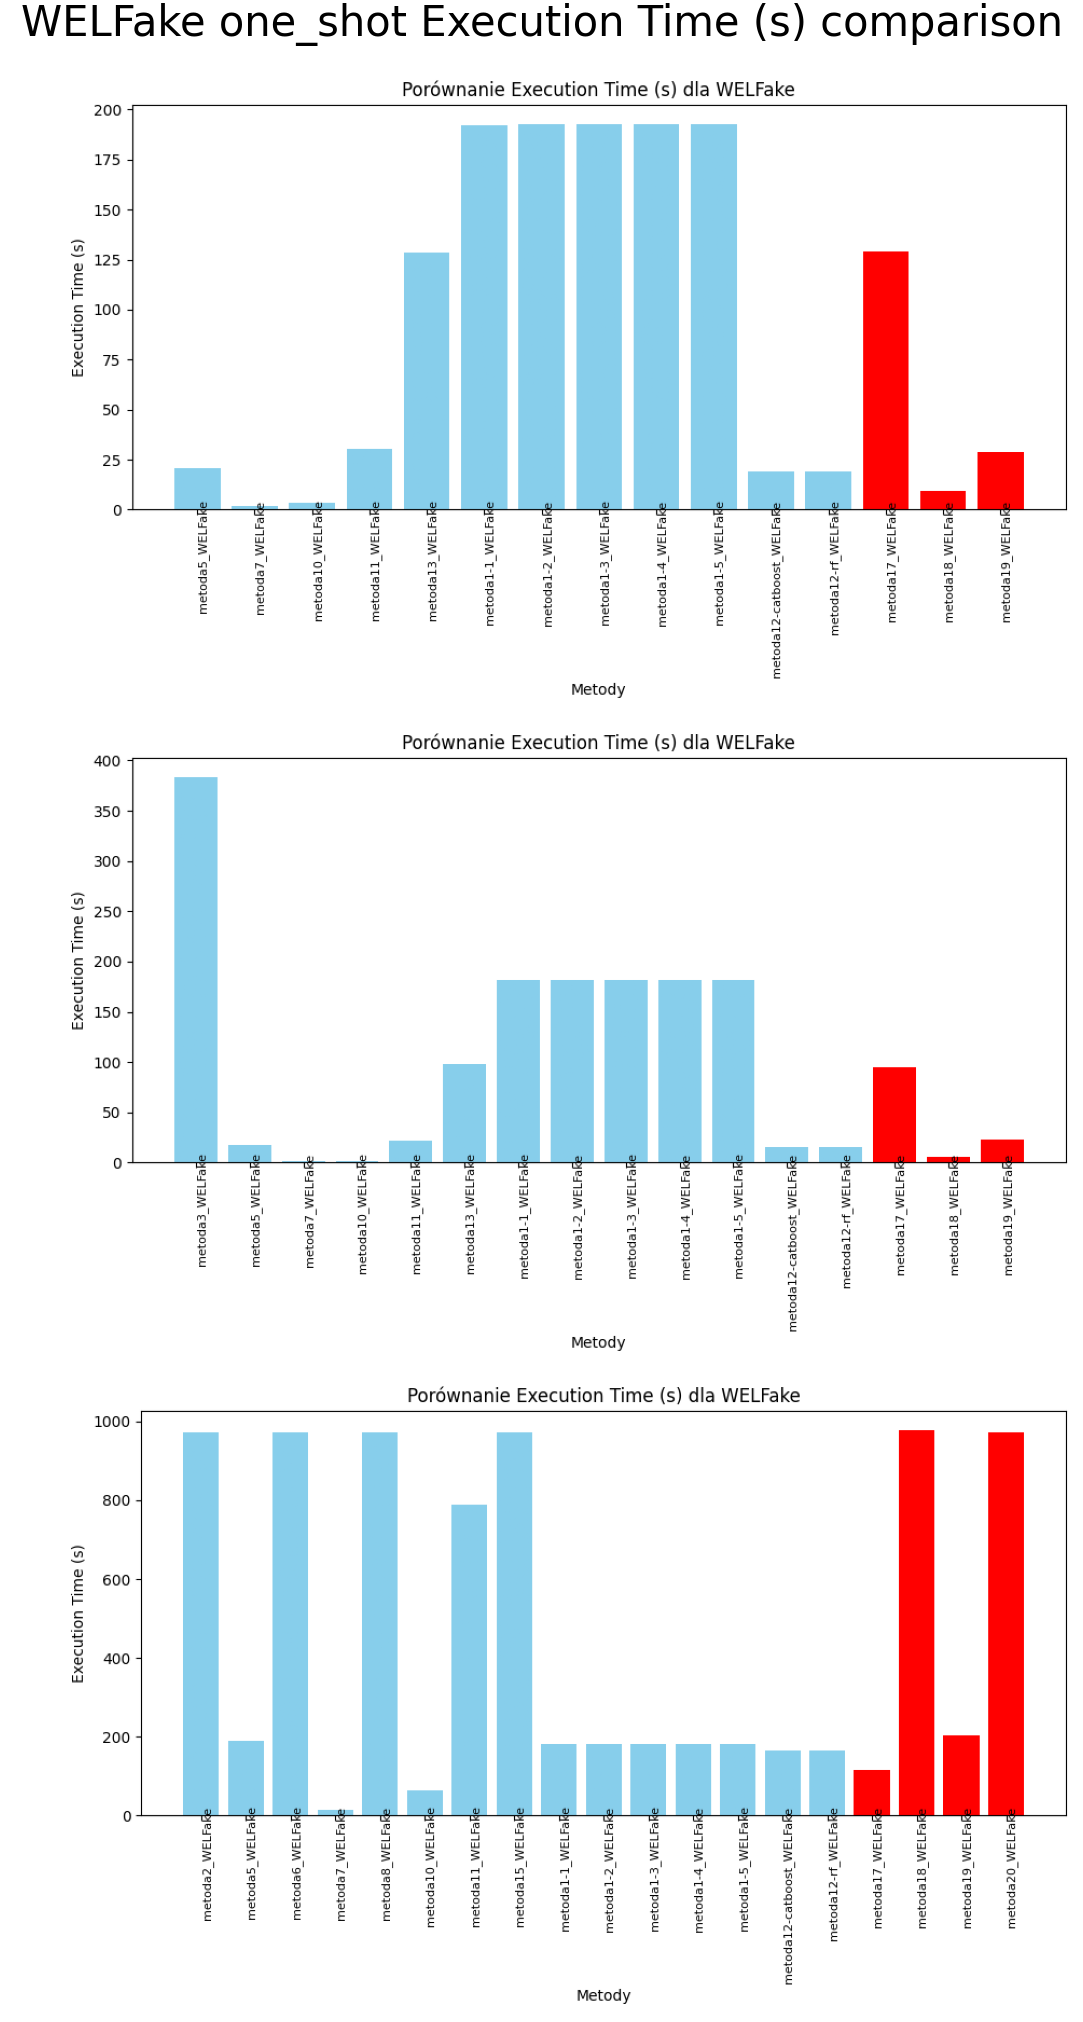 WELFake one_shot Execution Time (s) comparison
Porównanie Execution Time (s) dla WELFake
200
175
150
125
100
75
50
25
0
Execution Time (s)
metoda5_WELFake
metoda7_WELFake
metoda10_WELFake
metoda11_WELFake
metoda13_WELFake
metoda1-1_WELFake
metoda1-2_WELFake
metoda1-3_WELFake
metoda1-4_WELFake
metoda1-5_WELFake
metoda12-catboost_WELFake
metoda12-rf_WELFake
metoda17_WELFake
metoda18_WELFake
metoda19_WELFake
Metody
Porównanie Execution Time (s) dla WELFake
400
350
300
250
200
150
100
50
0
Execution Time (s)
metoda3_WELFake
metoda5_WELFake
metoda7_WELFake
metoda10_WELFake
metoda11_WELFake
metoda13_WELFake
metoda1-1_WELFake
metoda1-2_WELFake
metoda1-3_WELFake
metoda1-4_WELFake
metoda1-5_WELFake
metoda12-catboost_WELFake
metoda12-rf_WELFake
metoda17_WELFake
metoda18_WELFake
metoda19_WELFake
Metody
Porównanie Execution Time (s) dla WELFake
1000
800
600
400
200
0
Execution Time (s)
metoda2_WELFake
metoda5_WELFake
metoda6_WELFake
metoda7_WELFake
metoda8_WELFake
metoda10_WELFake
metoda11_WELFake
metoda15_WELFake
metoda1-1_WELFake
metoda1-2_WELFake
metoda1-3_WELFake
metoda1-4_WELFake
metoda1-5_WELFake
metoda12-catboost_WELFake
metoda12-rf_WELFake
metoda17_WELFake
metoda18_WELFake
metoda19_WELFake
metoda20_WELFake
Metody